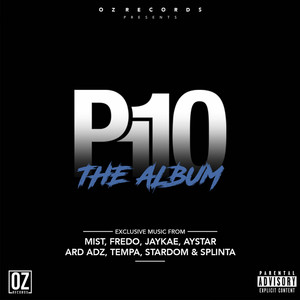 OZ RECORDS
PRESENTS
P110
THE ALBUM
EXCLUSIVE MUSIC FROM
MIST, FREDO, JAYKAE, AYSTAR
ARD ADZ, TEMPA, STARDOM & SPLINTA
OZ
RECORDS
PARENTAL
ADVISORY
EXPLICIT CONTENT